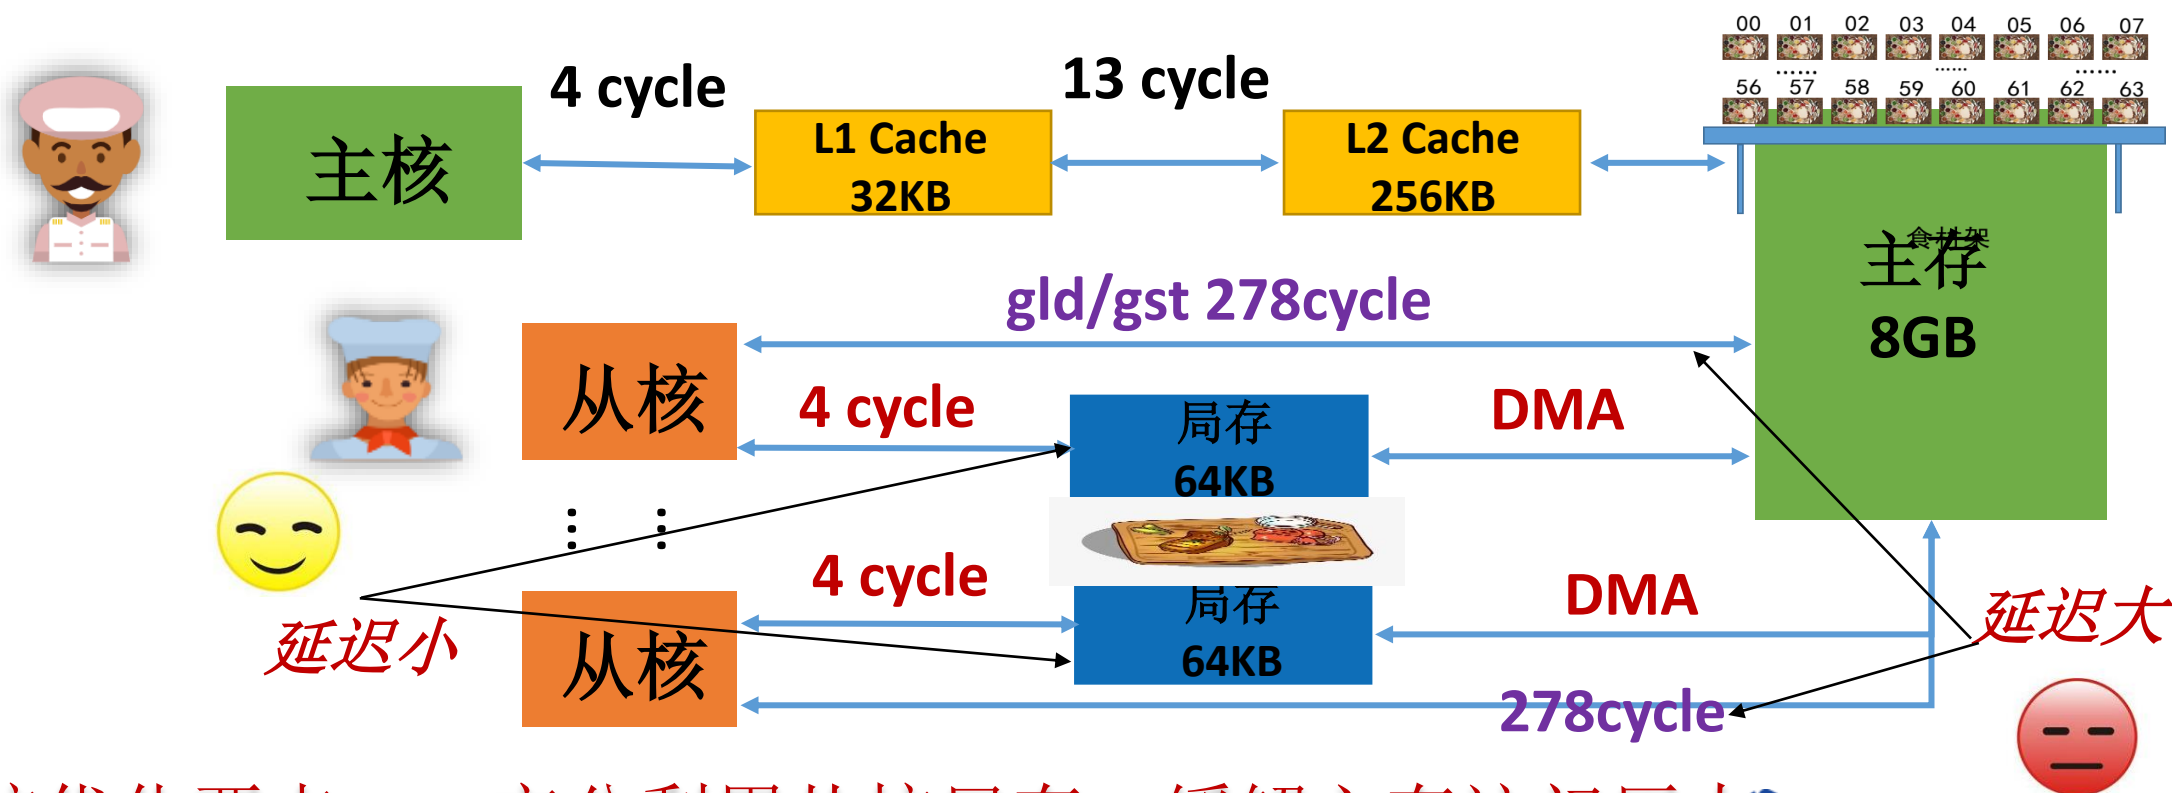 00 01 02 03 04 05 06 07
…… …… ……
56 57 58 59 60 61 62 63
4 cycle
13 cycle
主核
L1 Cache
32KB
L2 Cache
256KB
食材架
主存
8GB
gld/gst 278cycle
从核
4 cycle
局存
64KB
DMA
延迟小
从核
4 cycle
局存
64KB
DMA
延迟大
278cycle